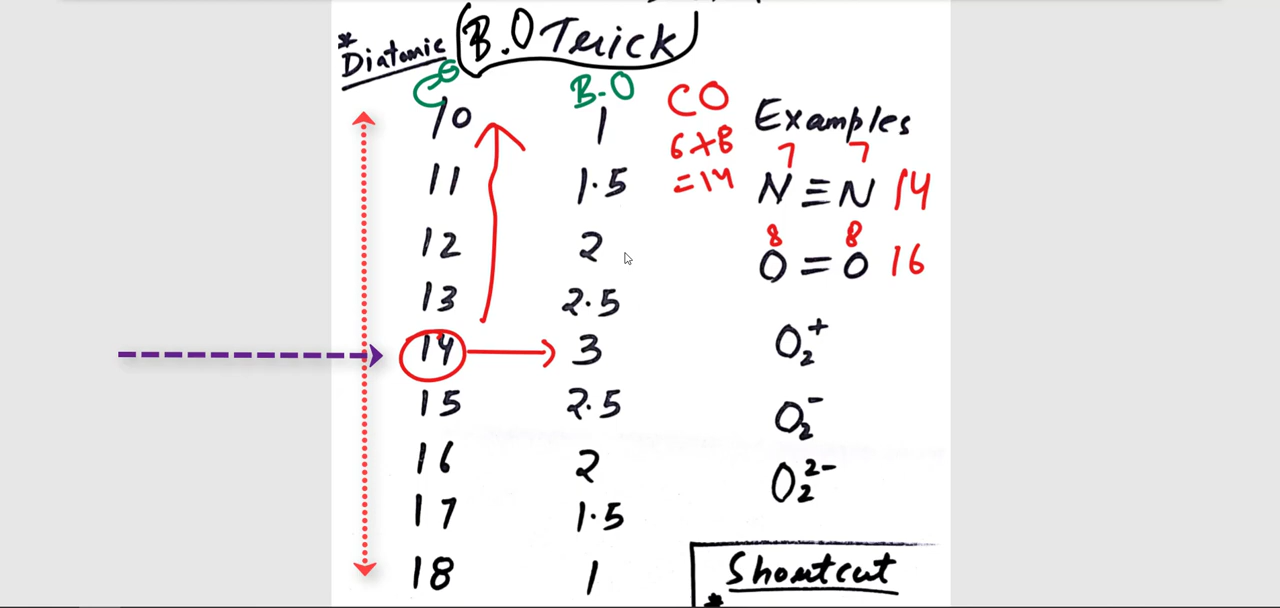 B.O Trick
* Diatomic
e⊖ B.O
10 1
11 1.5
12 2
13 2.5
14 3
15 2.5
16 2
17 1.5
18 1
CO
6+8
=14
Examples
7 7
N≡N 14
8 8
O=O 16
O₂⁺
O₂⁻
O₂²⁻
Shortcut
*